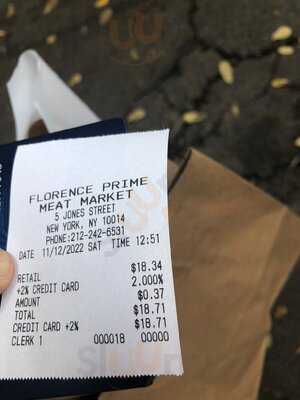 FLORENCE PRIME
MEAT MARKET
5 JONES STREET
NEW YORK, NY 10014
PHONE:212-242-6531
DATE 11/12/2022 SAT TIME 12:51
RETAIL $18.34
+2% CREDIT CARD 2.000%
AMOUNT $0.37
TOTAL $18.71
CREDIT CARD +2% $18.71
CLERK 1 000018 00000